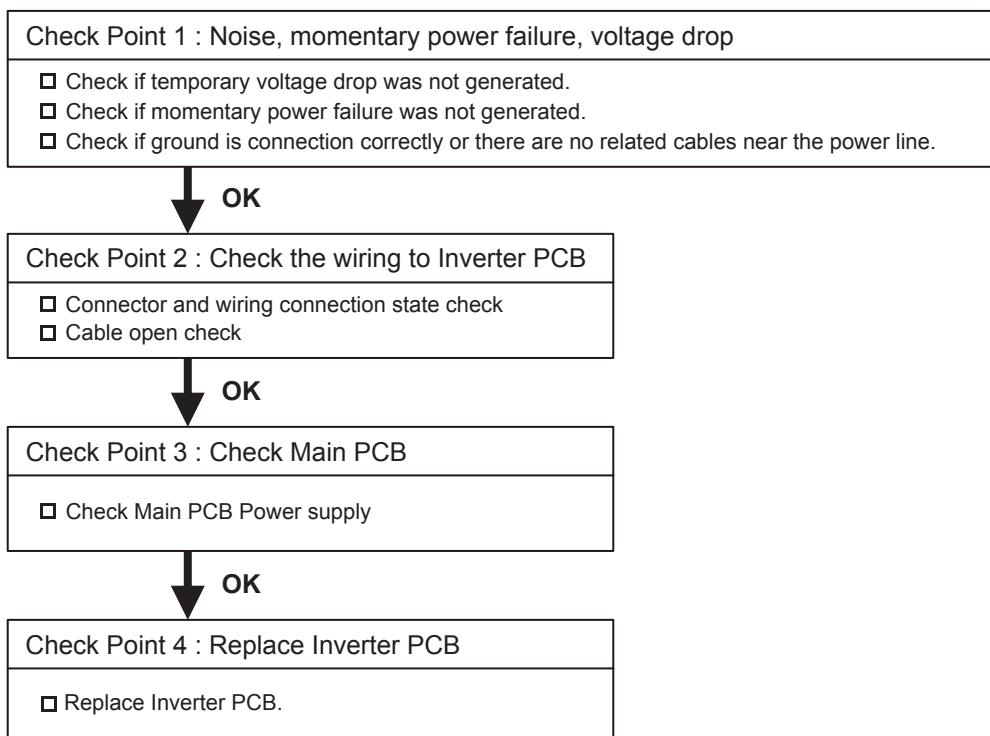 Check Point 1 : Noise, momentary power failure, voltage drop
Check if temporary voltage drop was not generated.
Check if momentary power failure was not generated.
Check if ground is connection correctly or there are no related cables near the power line.
OK
Check Point 2 : Check the wiring to Inverter PCB
Connector and wiring connection state check
Cable open check
OK
Check Point 3 : Check Main PCB
Check Main PCB Power supply
OK
Check Point 4 : Replace Inverter PCB
Replace Inverter PCB.